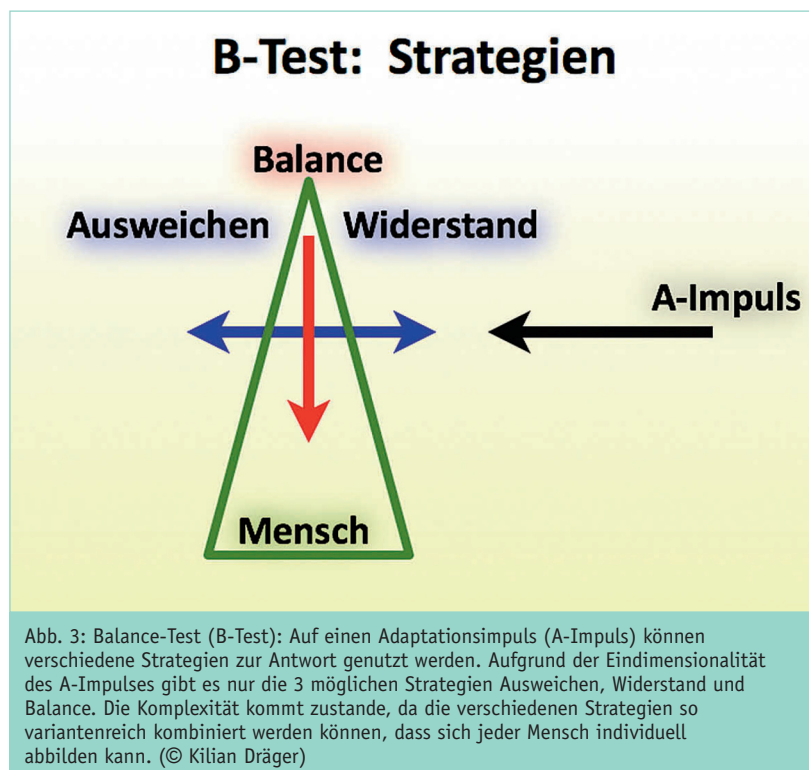 B-Test: Strategien
Balance
Ausweichen Widerstand
A-Impuls
Mensch
Abb. 3: Balance-Test (B-Test): Auf einen Adaptationsimpuls (A-Impuls) können
verschiedene Strategien zur Antwort genutzt werden. Aufgrund der Eindimensionalität
des A-Impulses gibt es nur die 3 möglichen Strategien Ausweichen, Widerstand und
Balance. Die Komplexität kommt zustande, da die verschiedenen Strategien so
variantenreich kombiniert werden können, dass sich jeder Mensch individuell
abbilden kann. (© Kilian Dräger)